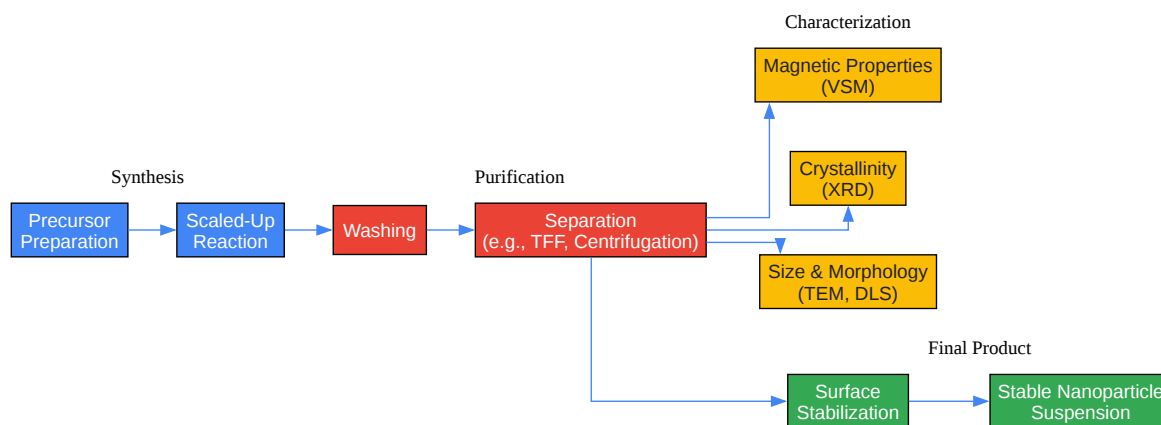 Characterization
Magnetic Properties
(VSM)
Synthesis
Purification
Crystallinity
(XRD)
Precursor
Preparation
Scaled-Up
Reaction
Washing
Separation
(e.g., TFF, Centrifugation)
Size & Morphology
(TEM, DLS)
Final Product
Surface
Stabilization
Stable Nanoparticle
Suspension